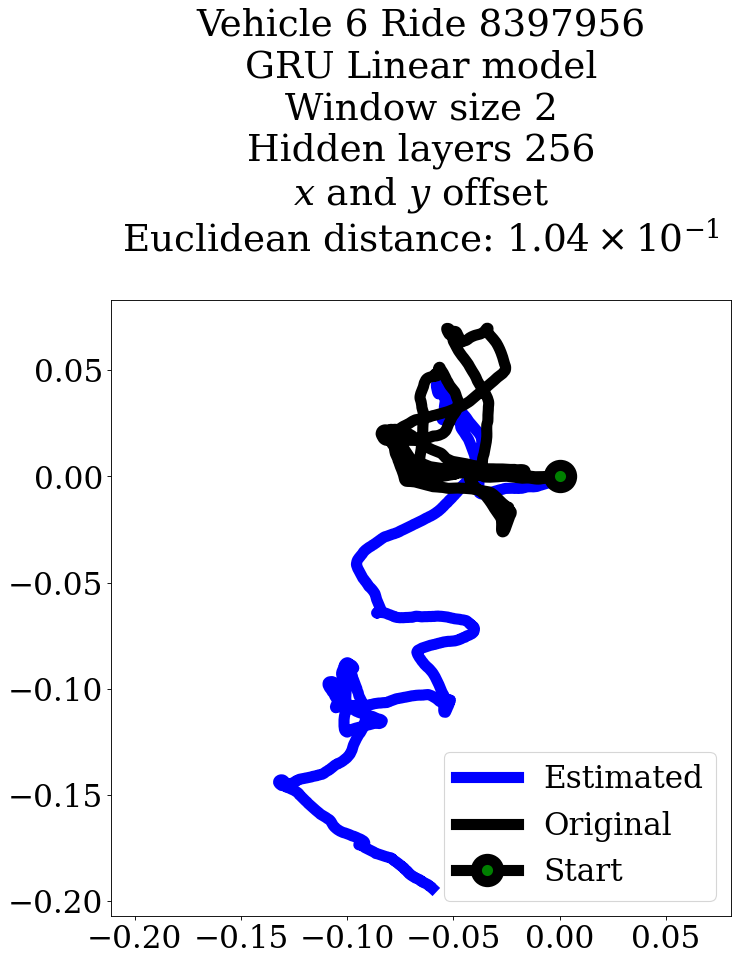 Vehicle 6 Ride 8397956
GRU Linear model
Window size 2
Hidden layers 256
x and y offset
Euclidean distance: 1.04 × 10⁻¹
0.05
0.00
−0.05
−0.10
−0.15
−0.20
Estimated
Original
Start
−0.20 −0.15 −0.10 −0.05 0.00 0.05